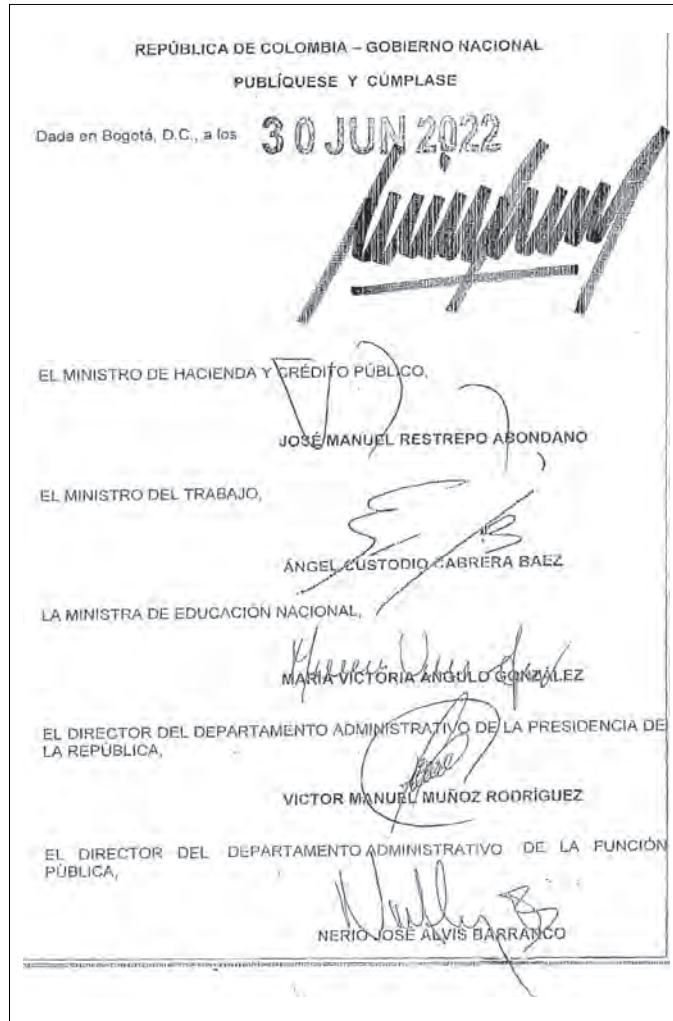 REPÚBLICA DE COLOMBIA – GOBIERNO NACIONAL
PUBLÍQUESE Y CÚMPLASE
Dada en Bogotá, D.C., a los 30 JUN 2022
EL MINISTRO DE HACIENDA Y CRÉDITO PÚBLICO,
JOSÉ MANUEL RESTREPO ABONDANO
EL MINISTRO DEL TRABAJO,
ÁNGEL CUSTODIO CABRERA BAEZ
LA MINISTRA DE EDUCACIÓN NACIONAL,
MARÍA VICTORIA ANGULO GONZÁLEZ
EL DIRECTOR DEL DEPARTAMENTO ADMINISTRATIVO DE LA PRESIDENCIA DE
LA REPÚBLICA,
VICTOR MANUEL MUÑOZ RODRÍGUEZ
EL DIRECTOR DEL DEPARTAMENTO ADMINISTRATIVO DE LA FUNCIÓN
PÚBLICA,
NERIO JOSÉ ALVIS BARRANCO